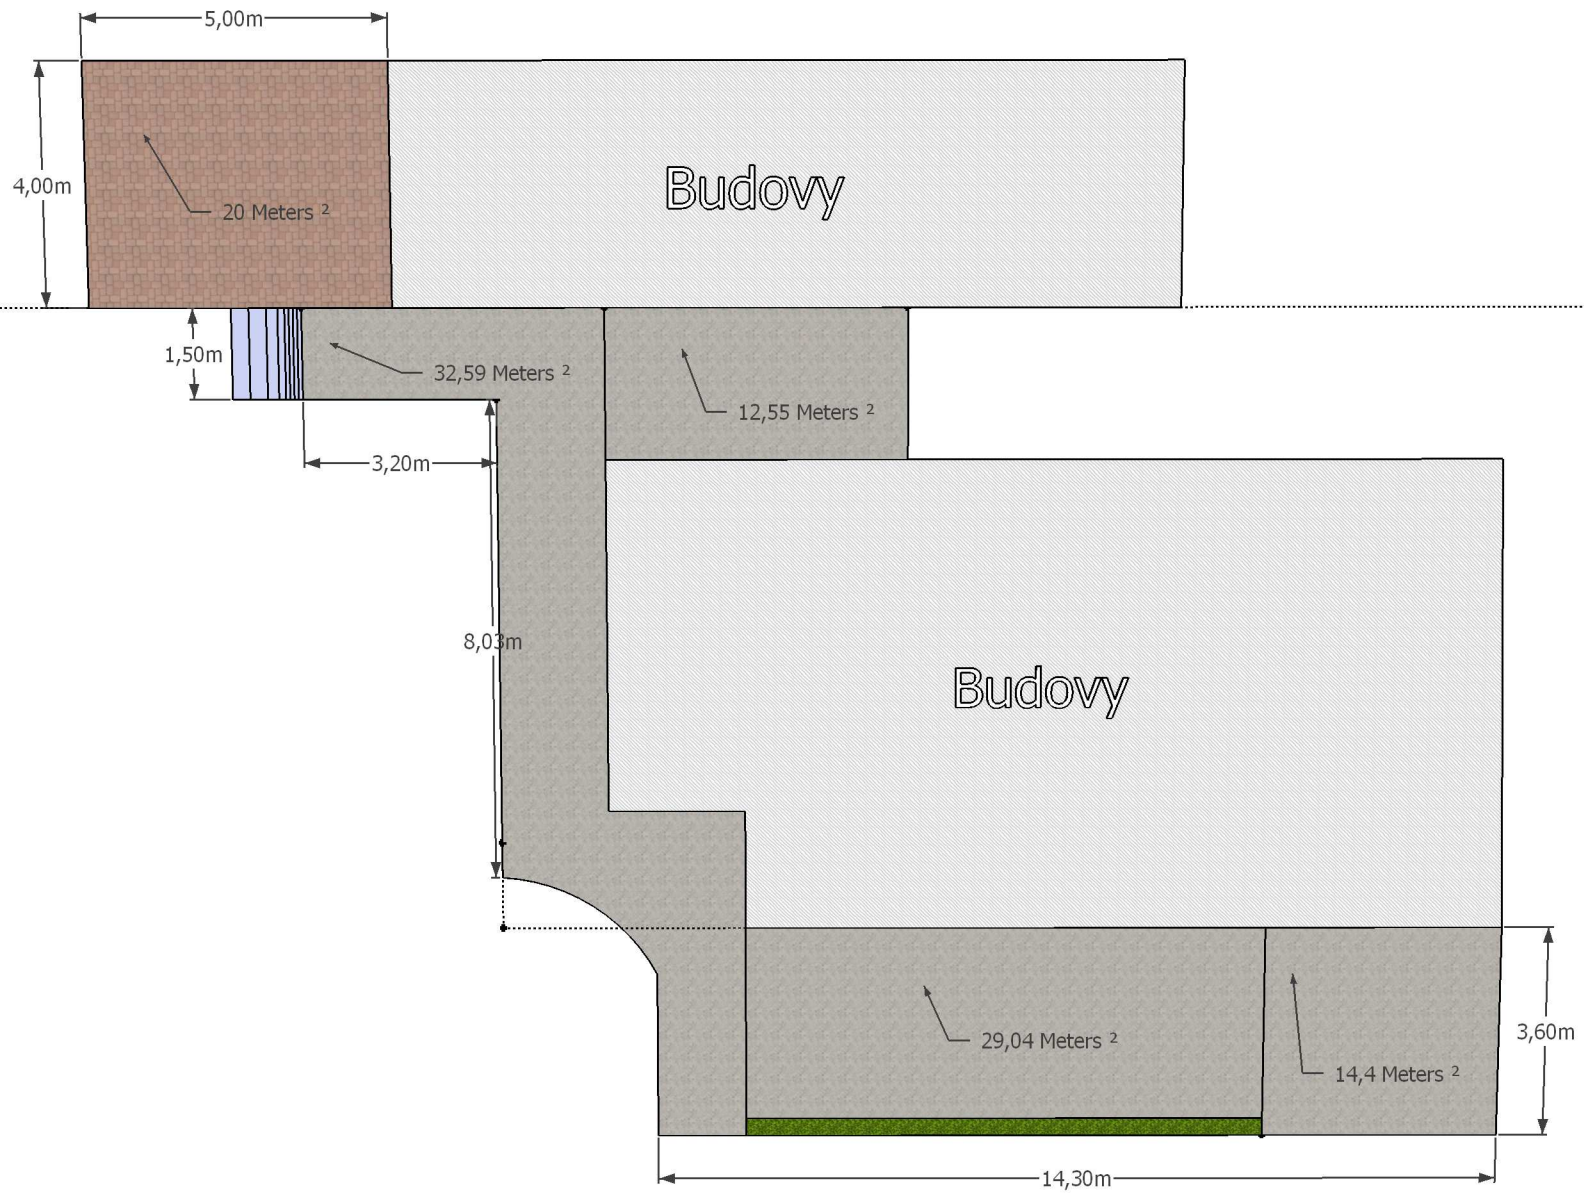 5,00m
4,00m
20 Meters ²
Budovy
1,50m
32,59 Meters ²
12,55 Meters ²
3,20m
8,03m
Budovy
29,04 Meters ²
14,4 Meters ²
3,60m
14,30m